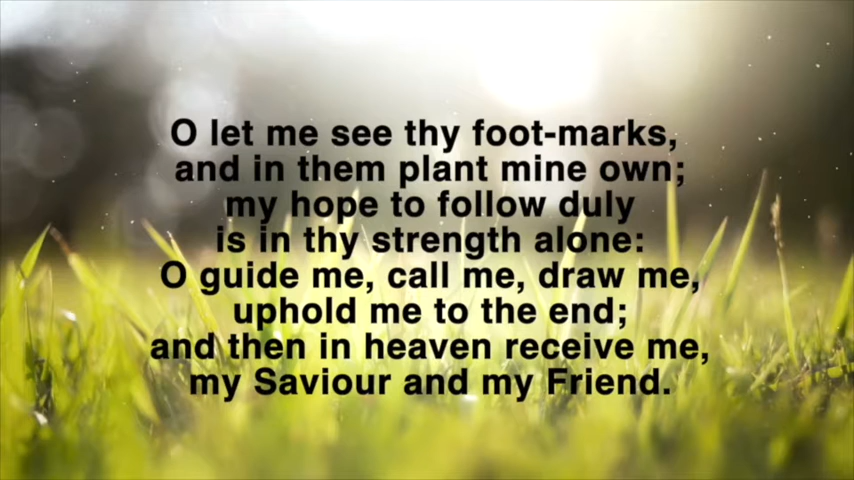 O let me see thy foot-marks,
and in them plant mine own;
my hope to follow duly
is in thy strength alone:
O guide me, call me, draw me,
uphold me to the end;
and then in heaven receive me,
my Saviour and my Friend.